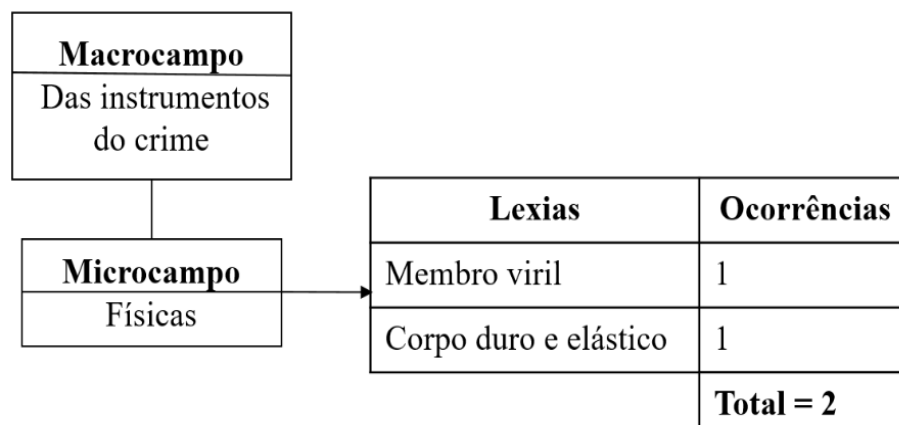 Macrocampo
Das instrumentos
do crime
Microcampo
Físicas
Lexias Ocorrências
Membro viril 1
Corpo duro e elástico 1
Total = 2